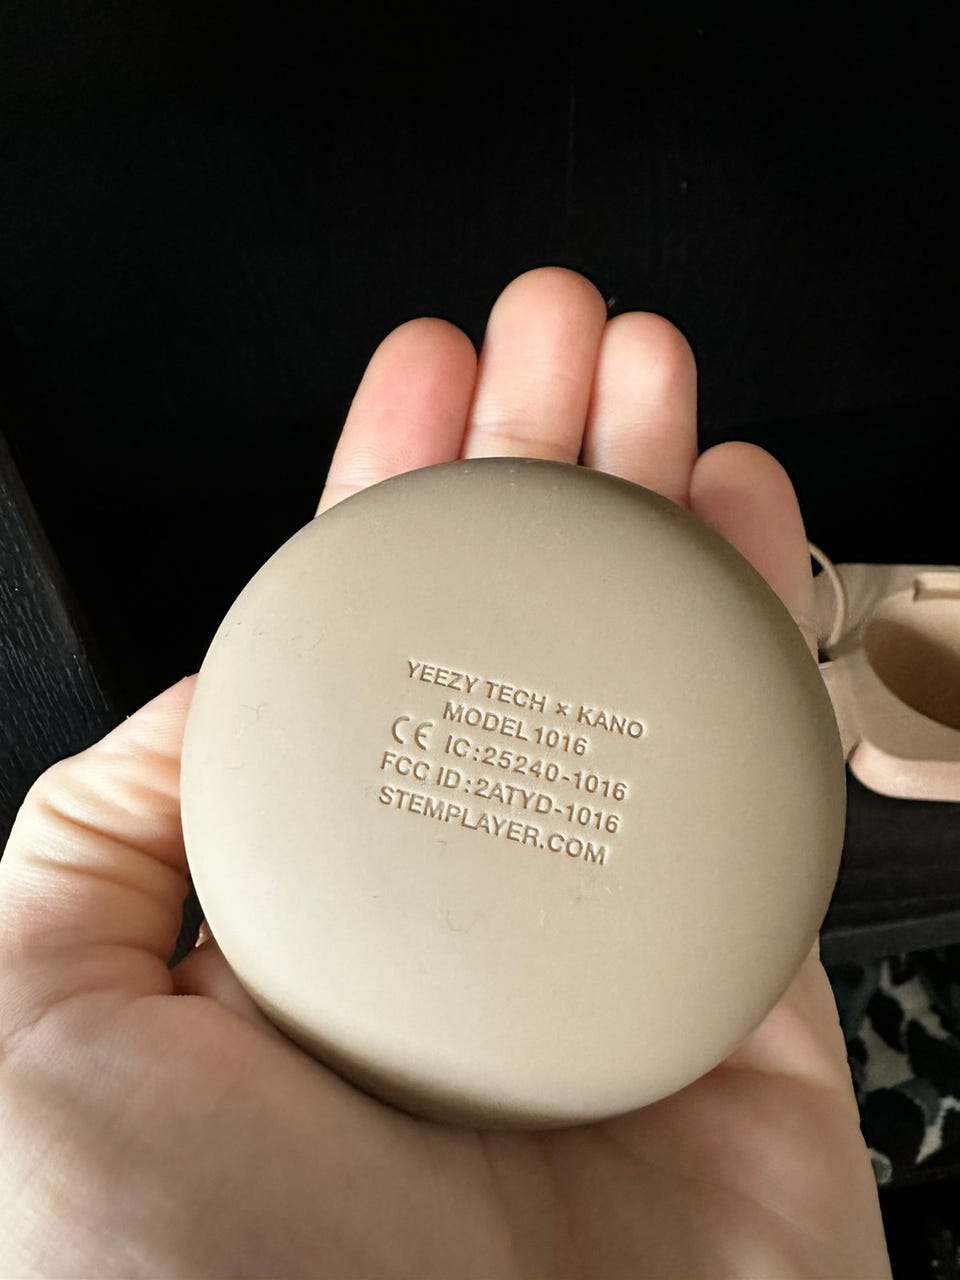 YEEZY TECH × KANO
MODEL 1016
CE IC:25240-1016
FCC ID:2ATYD-1016
STEMPLAYER.COM